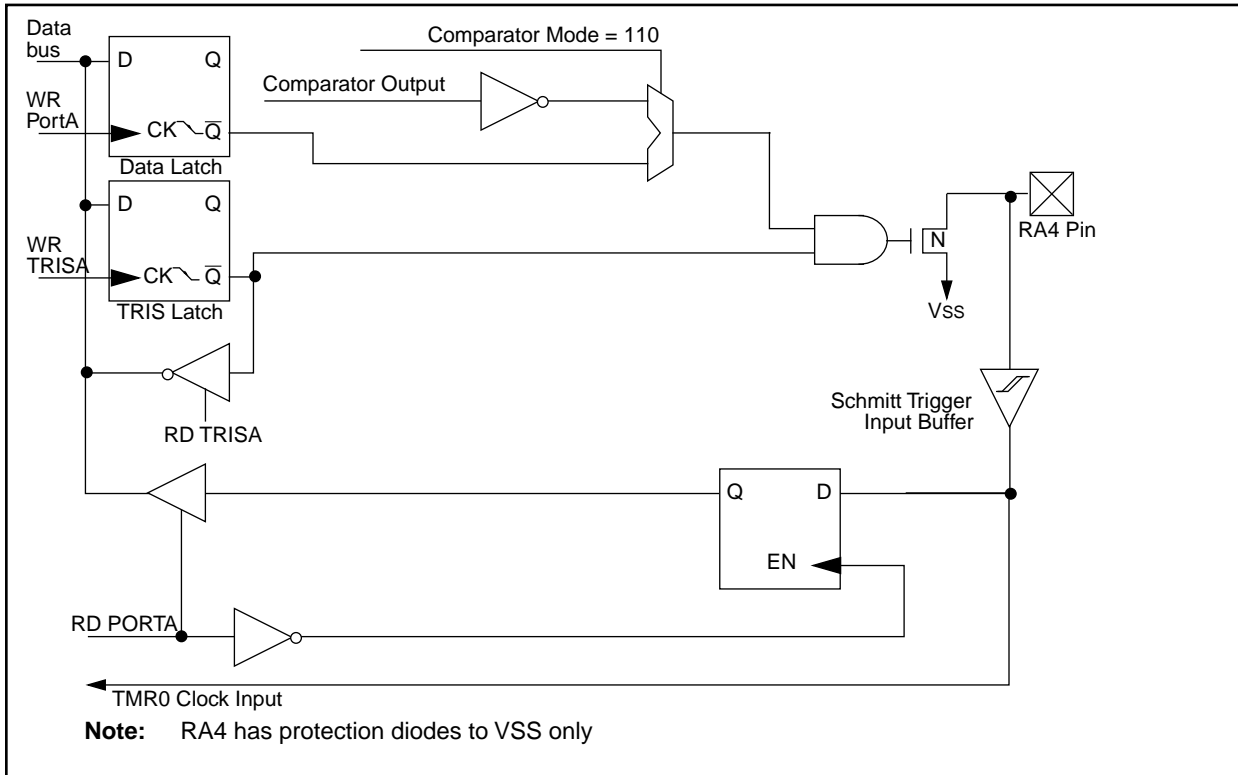 Data
bus
D Q
Comparator Mode = 110
Comparator Output
WR
PortA
CK Q̅
Data Latch
D Q
WR
TRISA
CK Q̅
TRIS Latch
N
RA4 Pin
VSS
RD TRISA
Schmitt Trigger
Input Buffer
Q D
EN
RD PORTA
TMR0 Clock Input
Note: RA4 has protection diodes to VSS only